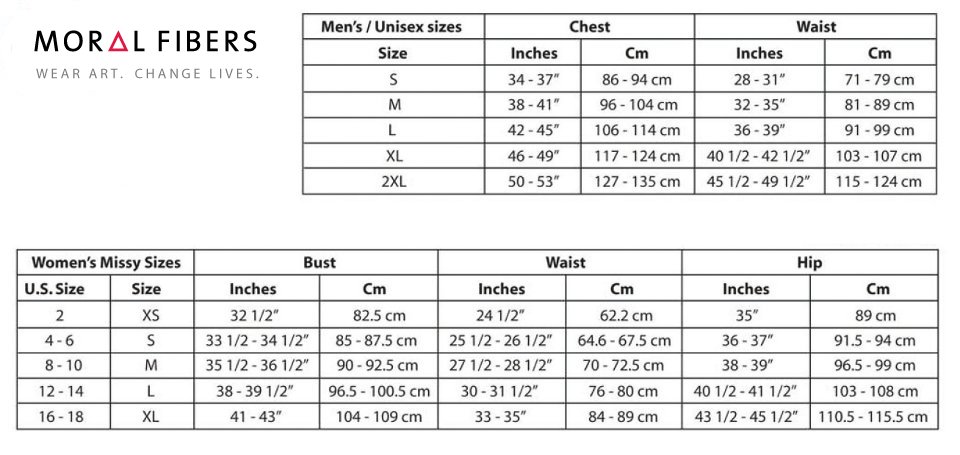 MORAL FIBERS
WEAR ART. CHANGE LIVES.
Men's / Unisex sizes Chest Waist
Size Inches Cm Inches Cm
S 34 - 37" 86 - 94 cm 28 - 31" 71 - 79 cm
M 38 - 41" 96 - 104 cm 32 - 35" 81 - 89 cm
L 42 - 45" 106 - 114 cm 36 - 39" 91 - 99 cm
XL 46 - 49" 117 - 124 cm 40 1/2 - 42 1/2" 103 - 107 cm
2XL 50 - 53" 127 - 135 cm 45 1/2 - 49 1/2" 115 - 124 cm
Women's Missy Sizes Bust Waist Hip
U.S. Size Size Inches Cm Inches Cm Inches Cm
2 XS 32 1/2" 82.5 cm 24 1/2" 62.2 cm 35" 89 cm
4 - 6 S 33 1/2 - 34 1/2" 85 - 87.5 cm 25 1/2 - 26 1/2" 64.6 - 67.5 cm 36 - 37" 91.5 - 94 cm
8 - 10 M 35 1/2 - 36 1/2" 90 - 92.5 cm 27 1/2 - 28 1/2" 70 - 72.5 cm 38 - 39" 96.5 - 99 cm
12 - 14 L 38 - 39 1/2" 96.5 - 100.5 cm 30 - 31 1/2" 76 - 80 cm 40 1/2 - 41 1/2" 103 - 108 cm
16 - 18 XL 41 - 43" 104 - 109 cm 33 - 35" 84 - 89 cm 43 1/2 - 45 1/2" 110.5 - 115.5 cm